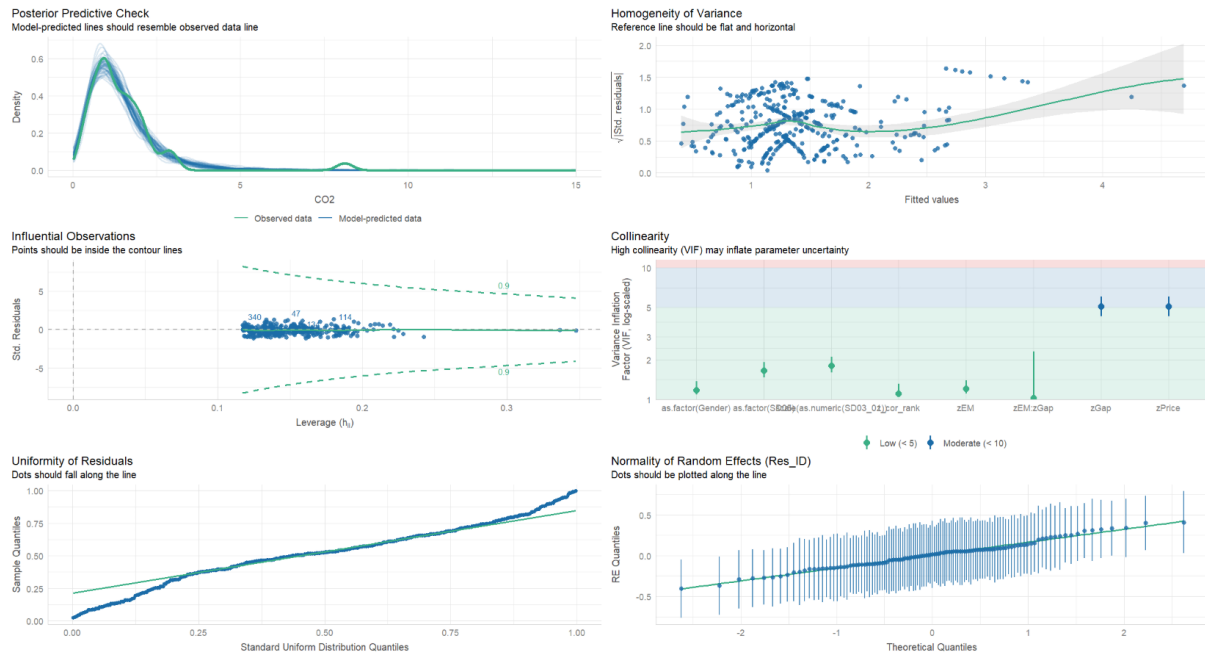 Posterior Predictive Check
Model-predicted lines should resemble observed data line
0.6
0.4
0.2
0.0
Density
0
5
10
15
CO2
Observed data
Model-predicted data
Homogeneity of Variance
Reference line should be flat and horizontal
2.0
1.5
1.0
0.5
0.0
√|Std. residuals|
1
2
3
4
Fitted values
Influential Observations
Points should be inside the contour lines
5
0
-5
Std. Residuals
0.9
340
47
114
0.9
0.0
0.1
0.2
0.3
Leverage (hii)
Collinearity
High collinearity (VIF) may inflate parameter uncertainty
10
5
3
2
1
Variance Inflation
Factor (VIF, log-scaled)
as.factor(Gender)
zEM
zEM:zGap
zGap
zPrice
Low (< 5)
Moderate (< 10)
Uniformity of Residuals
Dots should fall along the line
1.00
0.75
0.50
0.25
0.00
Sample Quantiles
0.00
0.25
0.50
0.75
1.00
Standard Uniform Distribution Quantiles
Normality of Random Effects (Res_ID)
Dots should be plotted along the line
0.5
0.0
-0.5
RE Quantiles
-2
-1
0
1
2
Theoretical Quantiles